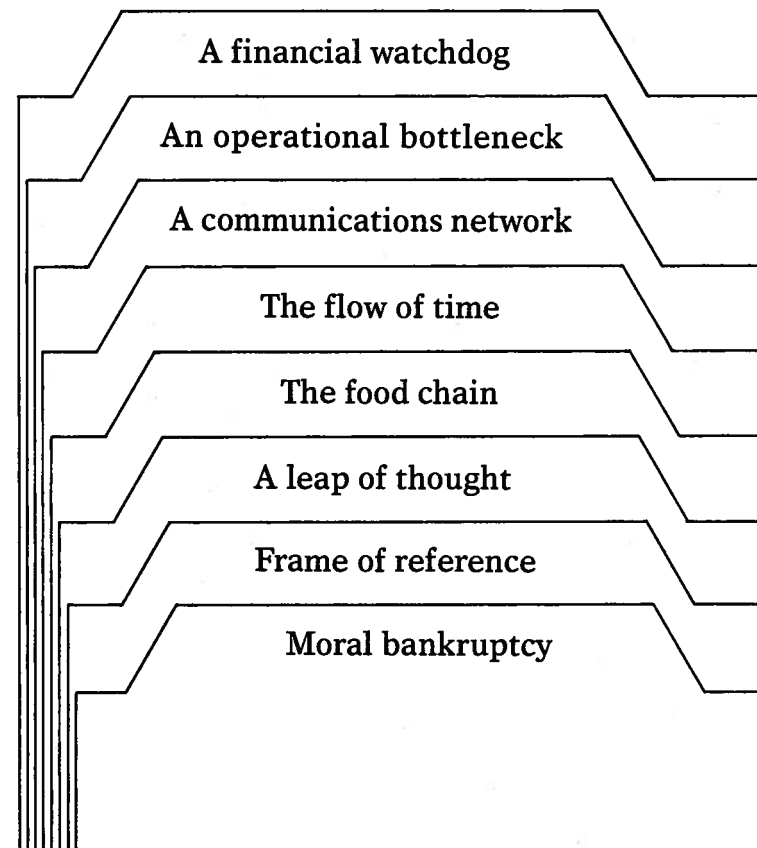 A financial watchdog
An operational bottleneck
A communications network
The flow of time
The food chain
A leap of thought
Frame of reference
Moral bankruptcy